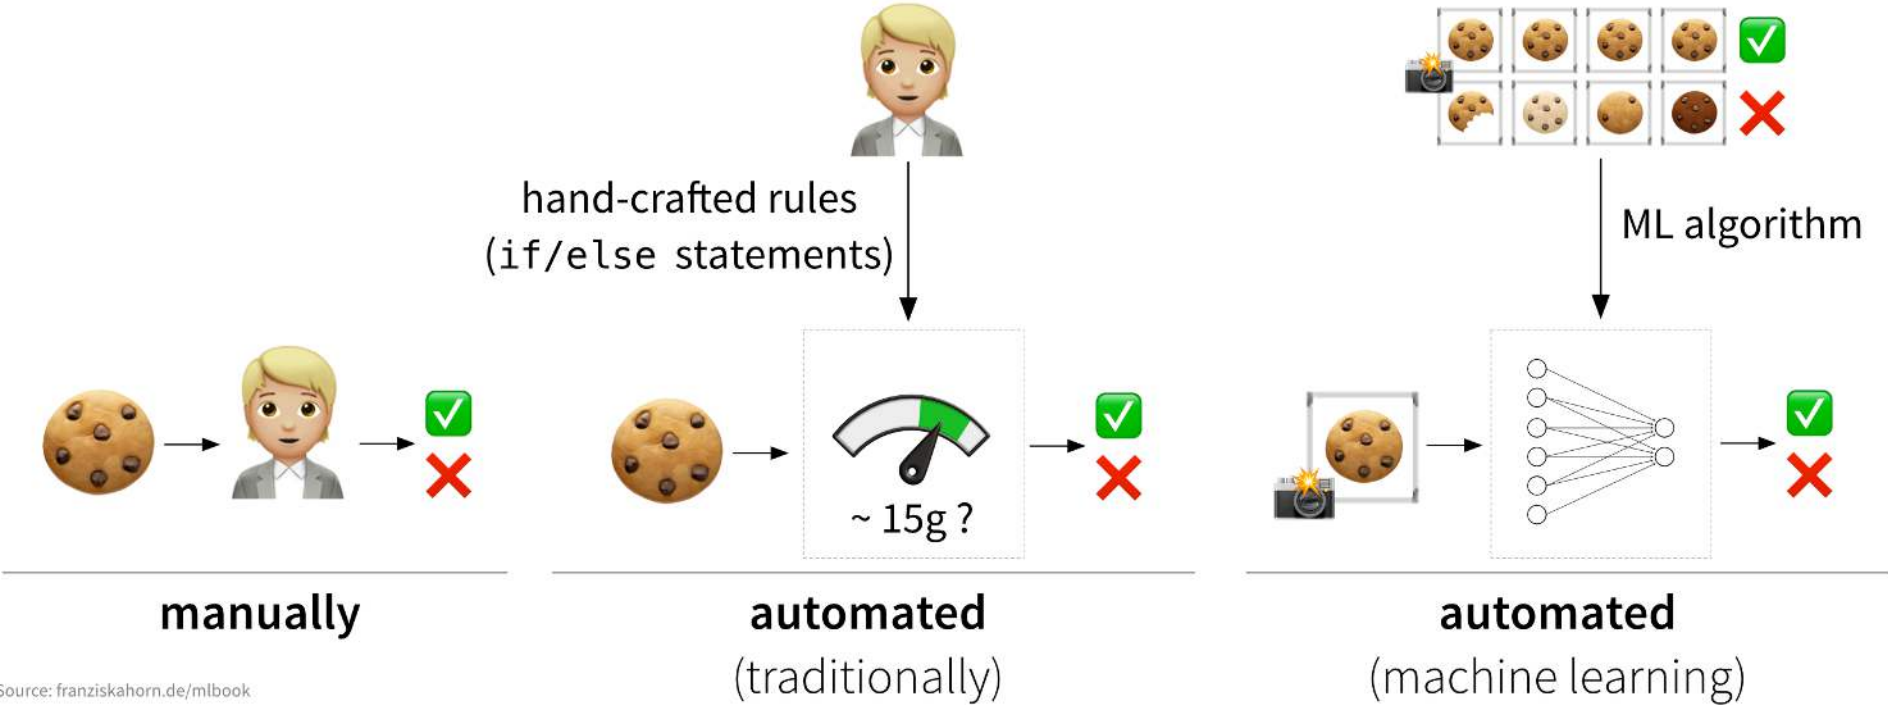 hand-crafted rules
(if/else statements)
ML algorithm
~ 15g ?
manually
automated
(traditionally)
automated
(machine learning)
Source: franziskahorn.de/mlbook